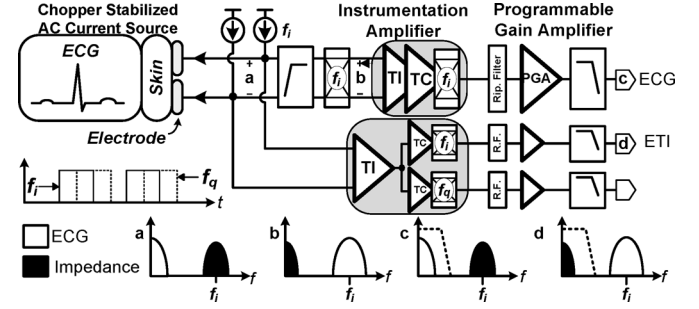 Chopper Stabilized
AC Current Source
Instrumentation
Amplifier
Programmable
Gain Amplifier
fi
ECG
Skin
Electrode
+
a
–
fi
+
b
–
TI
TC
fi
Rip. Filter
PGA
c
ECG
TI
TC
fi
R.F.
d
ETI
TC
fq
R.F.
fi
fq
t
ECG
Impedance
a
f
fi
b
f
fi
c
f
fi
d
f
fi